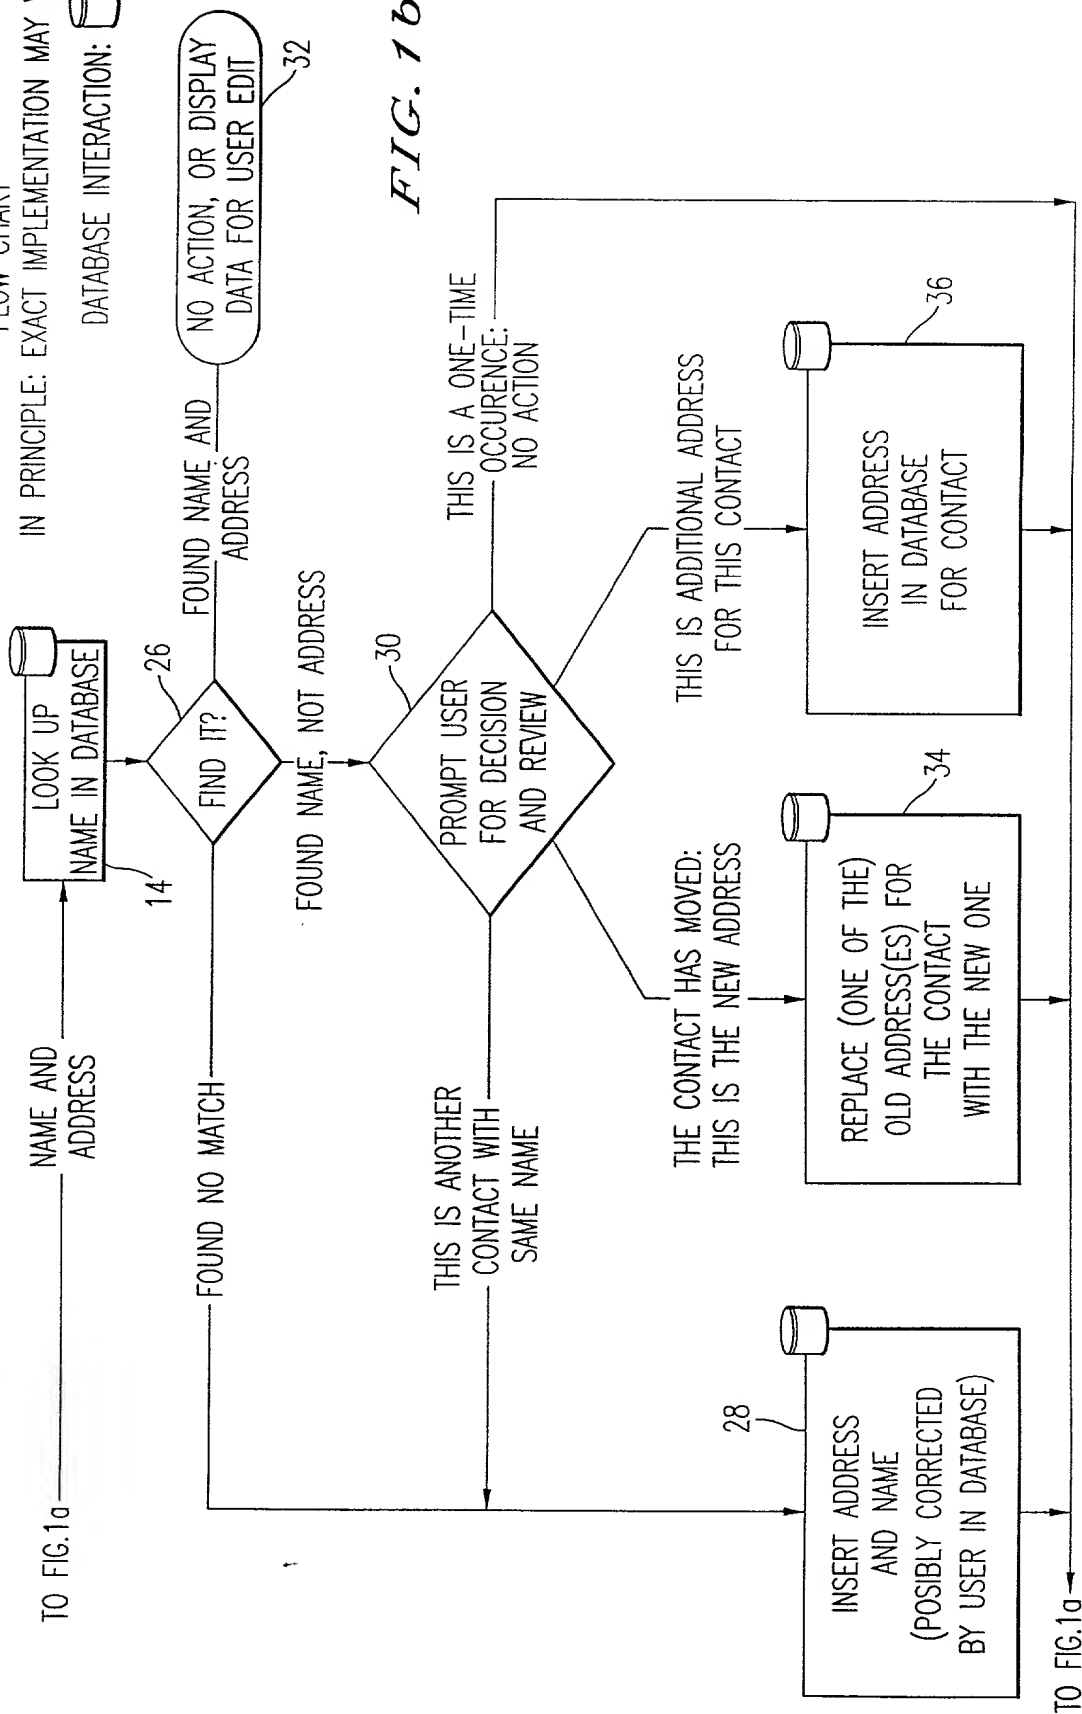 FLOW CHART
IN PRINCIPLE: EXACT IMPLEMENTATION MAY
DATABASE INTERACTION:
TO FIG.1a
NAME AND
ADDRESS
LOOK UP
NAME IN DATABASE
14
FIND IT?
26
FOUND NO MATCH
FOUND NAME AND
ADDRESS
NO ACTION, OR DISPLAY
DATA FOR USER EDIT
32
FOUND NAME, NOT ADDRESS
PROMPT USER
FOR DECISION
AND REVIEW
30
FIG. 1b
THIS IS ANOTHER
CONTACT WITH
SAME NAME
THIS IS A ONE-TIME
OCCURENCE:
NO ACTION
THE CONTACT HAS MOVED:
THIS IS THE NEW ADDRESS
THIS IS ADDITIONAL ADDRESS
FOR THIS CONTACT
INSERT ADDRESS
AND NAME
(POSIBLY CORRECTED
BY USER IN DATABASE)
28
REPLACE (ONE OF THE)
OLD ADDRESS(ES) FOR
THE CONTACT
WITH THE NEW ONE
34
INSERT ADDRESS
IN DATABASE
FOR CONTACT
36
TO FIG.1a